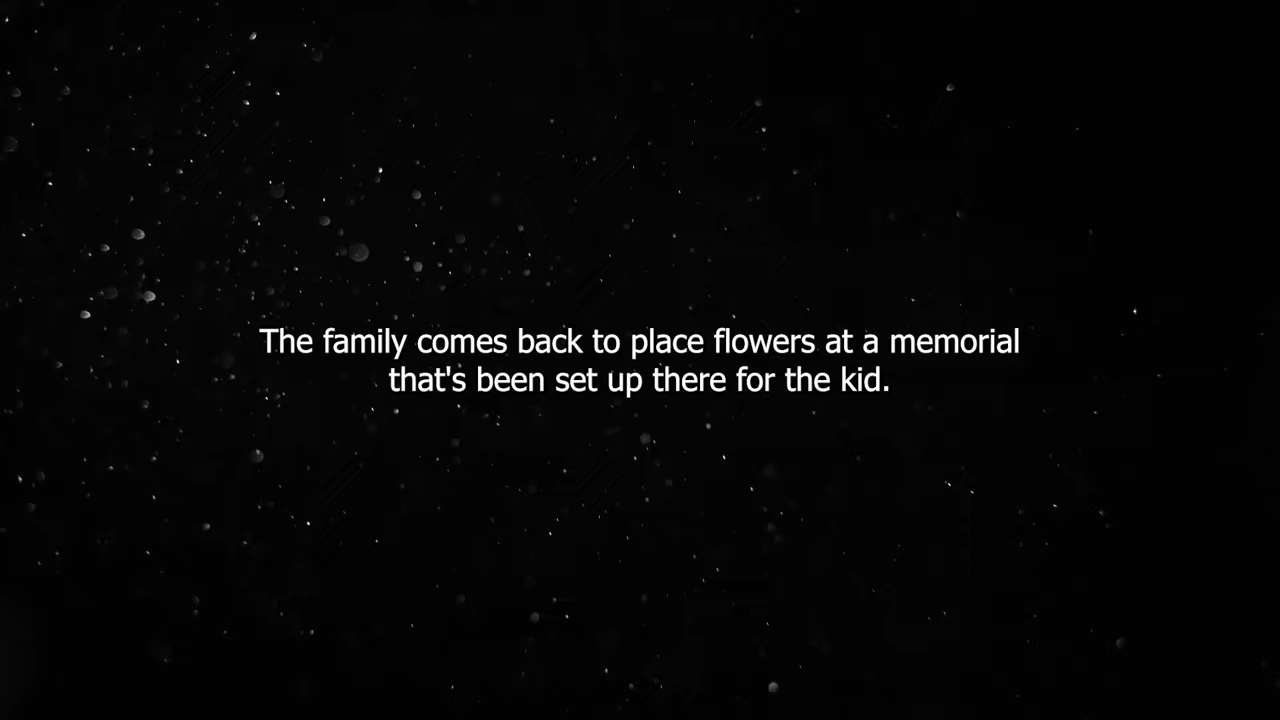 The family comes back to place flowers at a memorial
that's been set up there for the kid.